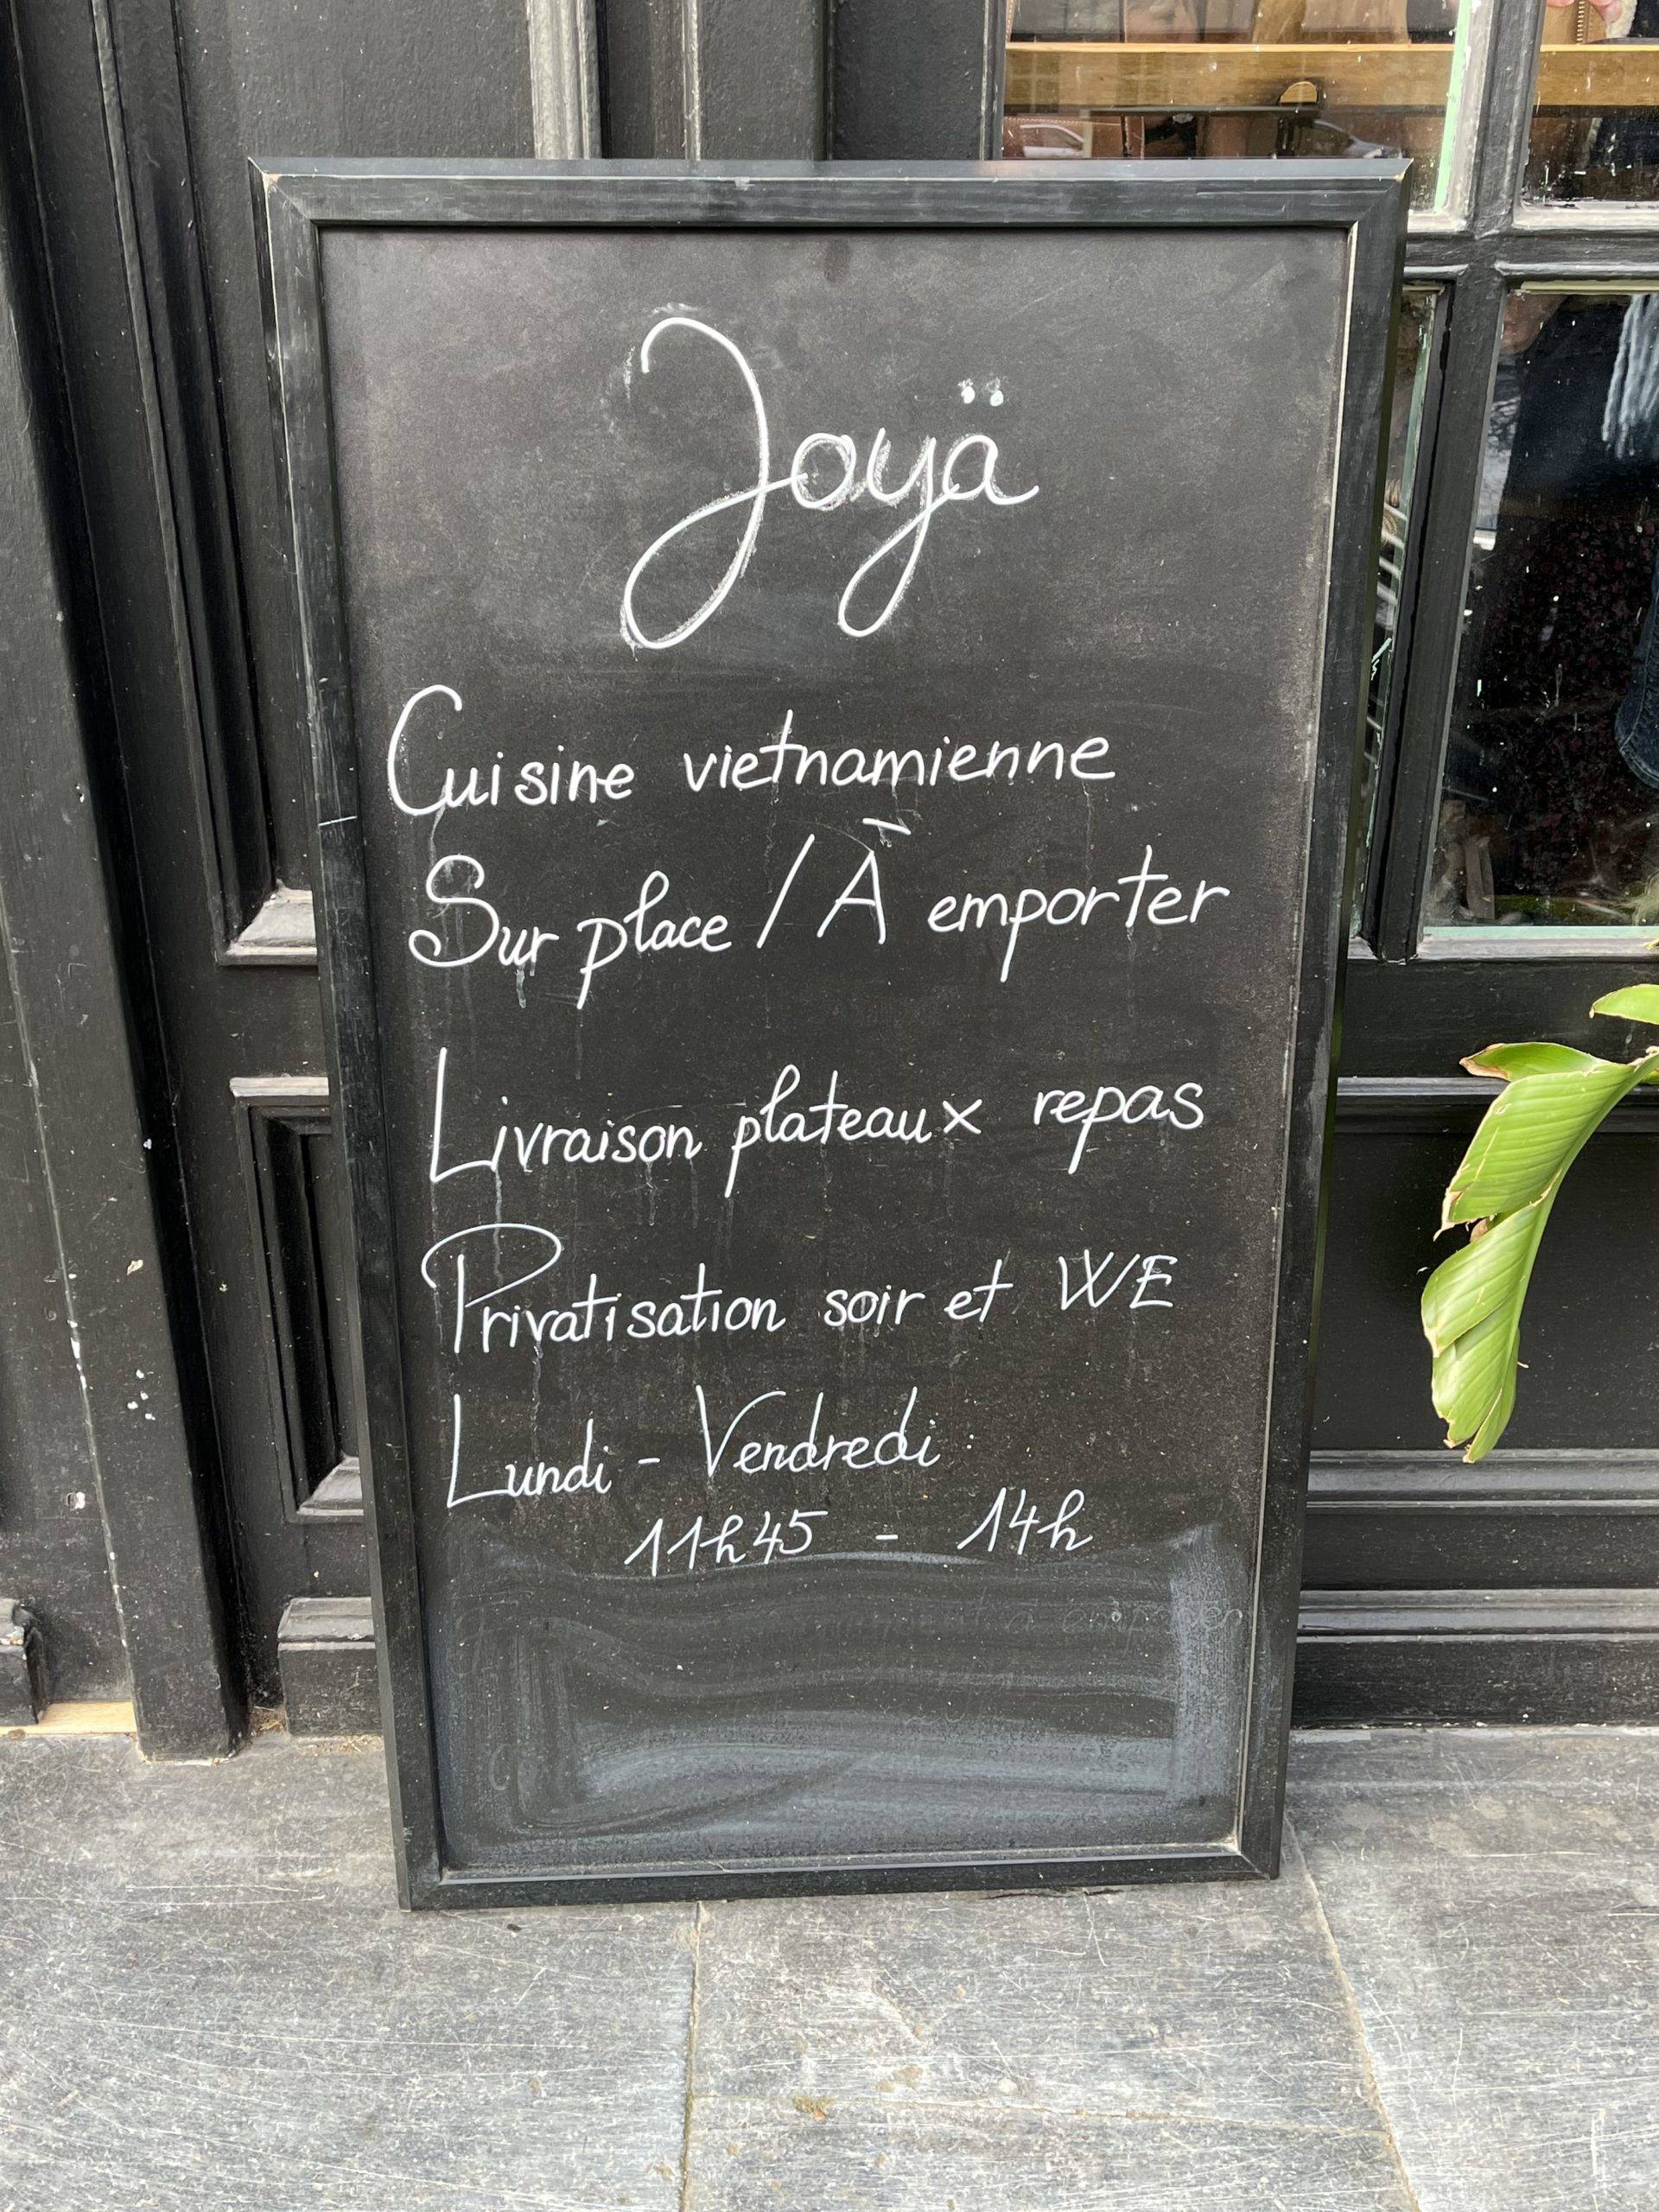 Joyä
Cuisine vietnamienne
Sur place / À emporter
Livraison plateaux repas
Privatisation soir et WE
Lundi - Vendredi
11h45 - 14h